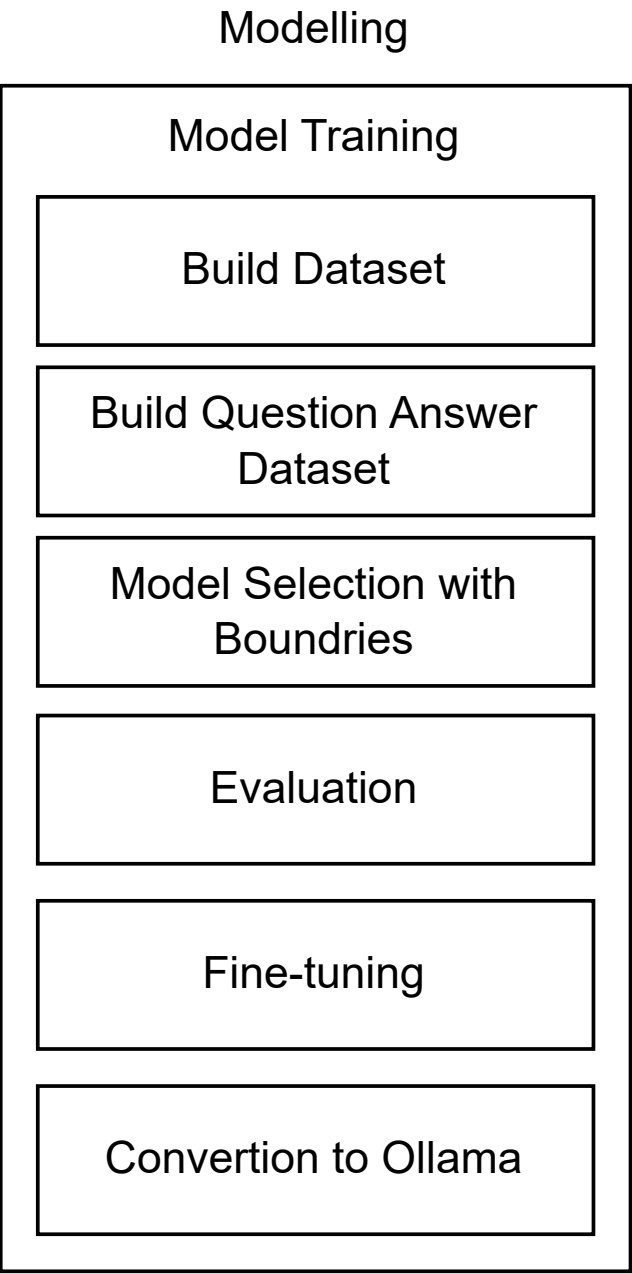 Modelling
Model Training
Build Dataset
Build Question Answer
Dataset
Model Selection with
Boundries
Evaluation
Fine-tuning
Convertion to Ollama